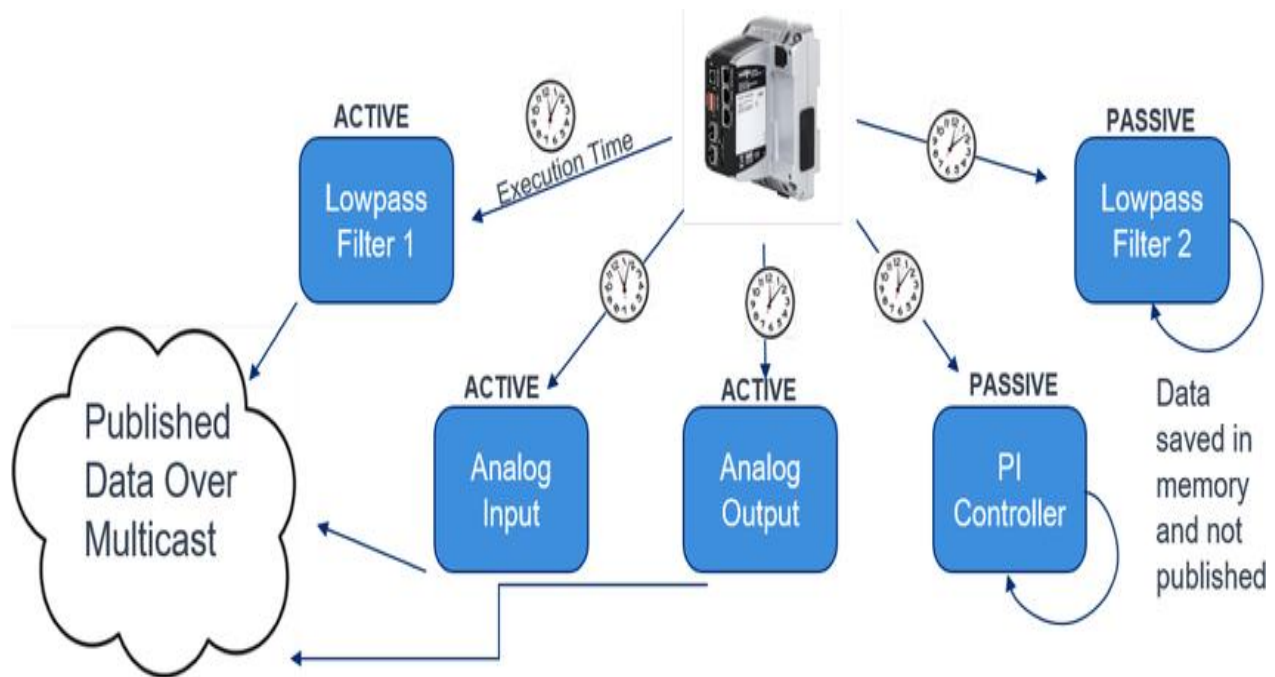 ACTIVE
Execution Time
PASSIVE
Lowpass
Filter 1
Lowpass
Filter 2
ACTIVE
ACTIVE
PASSIVE
Published
Data Over
Multicast
Analog
Input
Analog
Output
PI
Controller
Data
saved in
memory
and not
published